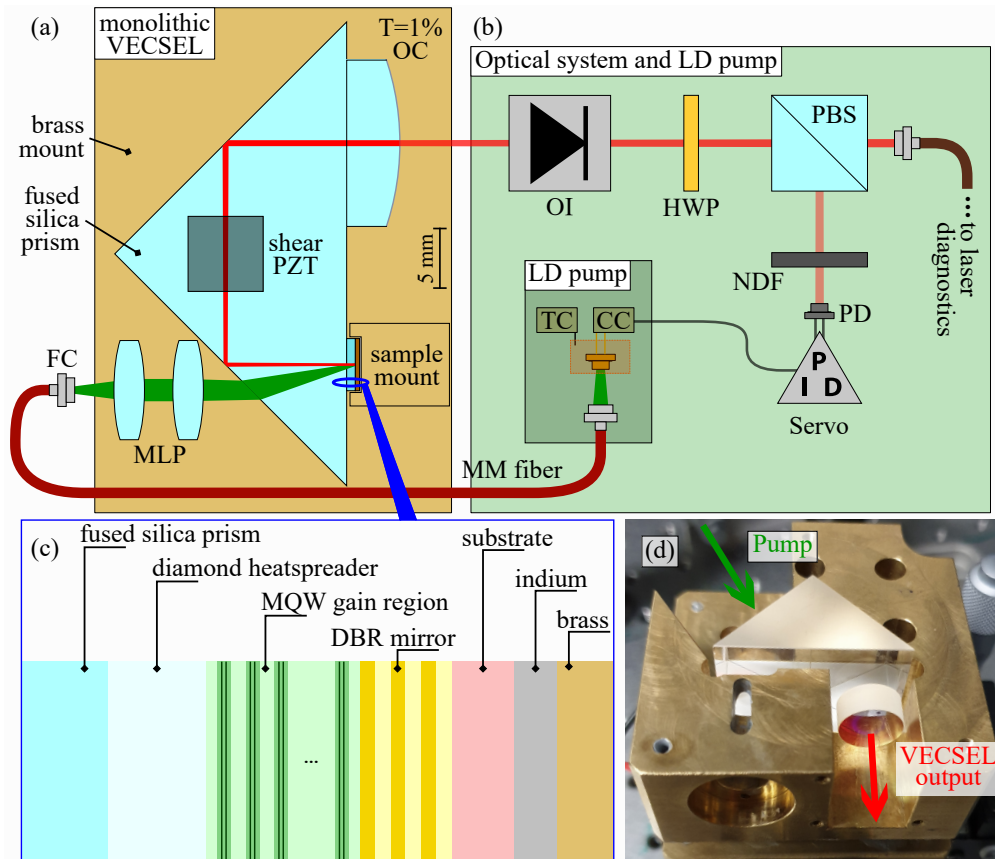 (a)
monolithic
VECSEL
T=1%
OC
brass
mount
fused
silica
prism
shear
PZT
5 mm
sample
mount
FC
MLP
MM fiber
(b)
Optical system and LD pump
OI
HWP
PBS
... to laser
diagnostics
NDF
PD
LD pump
TC
CC
P
I D
Servo
(c)
fused silica prism
diamond heatspreader
MQW gain region
DBR mirror
substrate
indium
brass
...
(d)
Pump
VECSEL
output